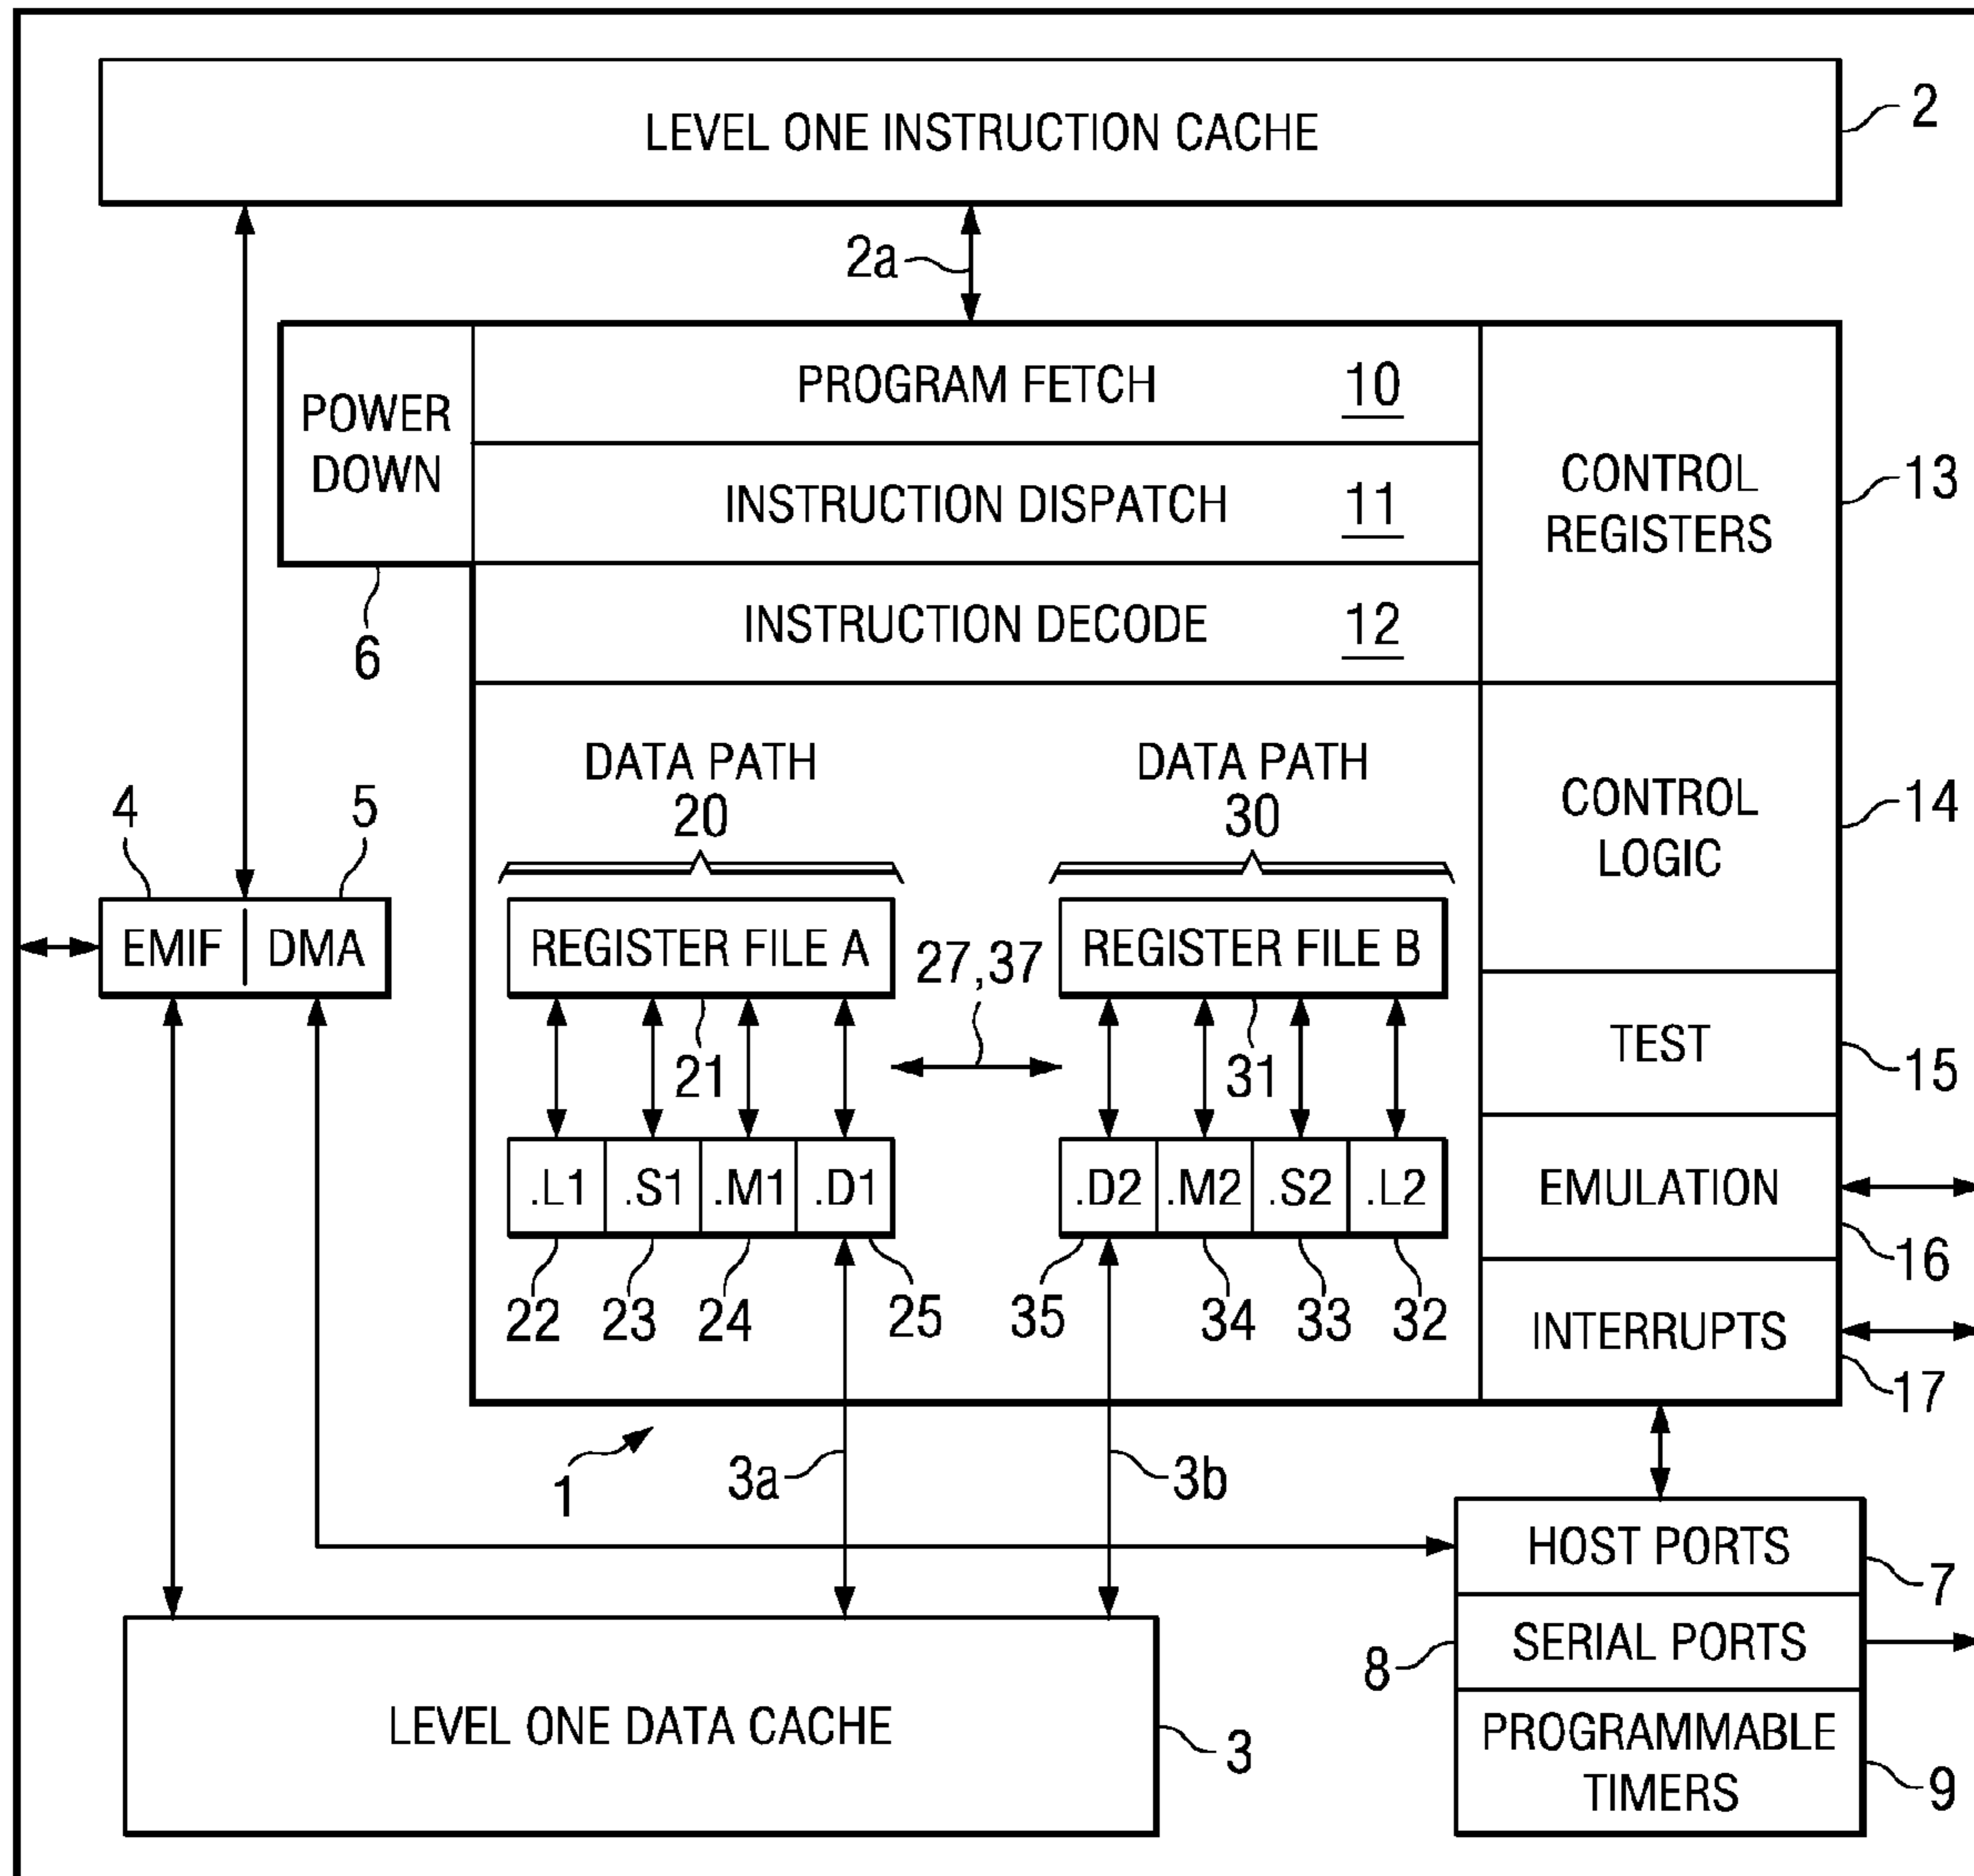 LEVEL ONE INSTRUCTION CACHE
2
2a
POWER
DOWN
6
PROGRAM FETCH 10
INSTRUCTION DISPATCH 11
INSTRUCTION DECODE 12
CONTROL
REGISTERS
13
DATA PATH
20
DATA PATH
30
CONTROL
LOGIC
14
4
5
EMIF
DMA
REGISTER FILE A
27,37
REGISTER FILE B
21
31
TEST
15
.L1 .S1 .M1 .D1
.D2 .M2 .S2 .L2
EMULATION
16
22 23 24 25
35 34 33 32
INTERRUPTS
17
1
3a
3b
HOST PORTS
7
SERIAL PORTS
8
PROGRAMMABLE
TIMERS
9
LEVEL ONE DATA CACHE
3